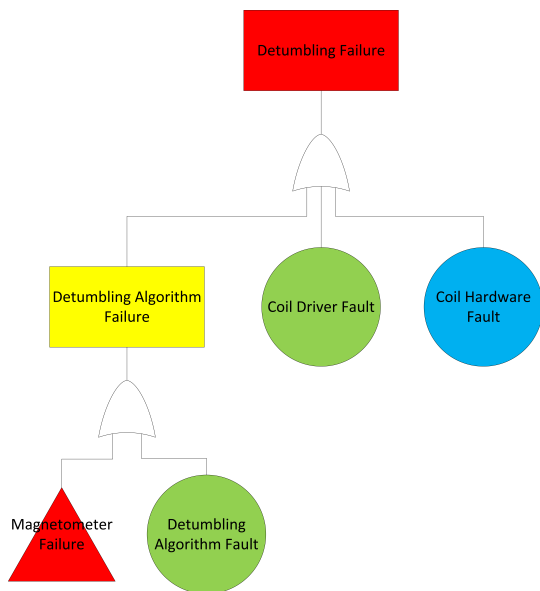 Detumbling Failure
Detumbling Algorithm
Failure
Coil Driver Fault
Coil Hardware
Fault
Magnetometer
Failure
Detumbling
Algorithm Fault